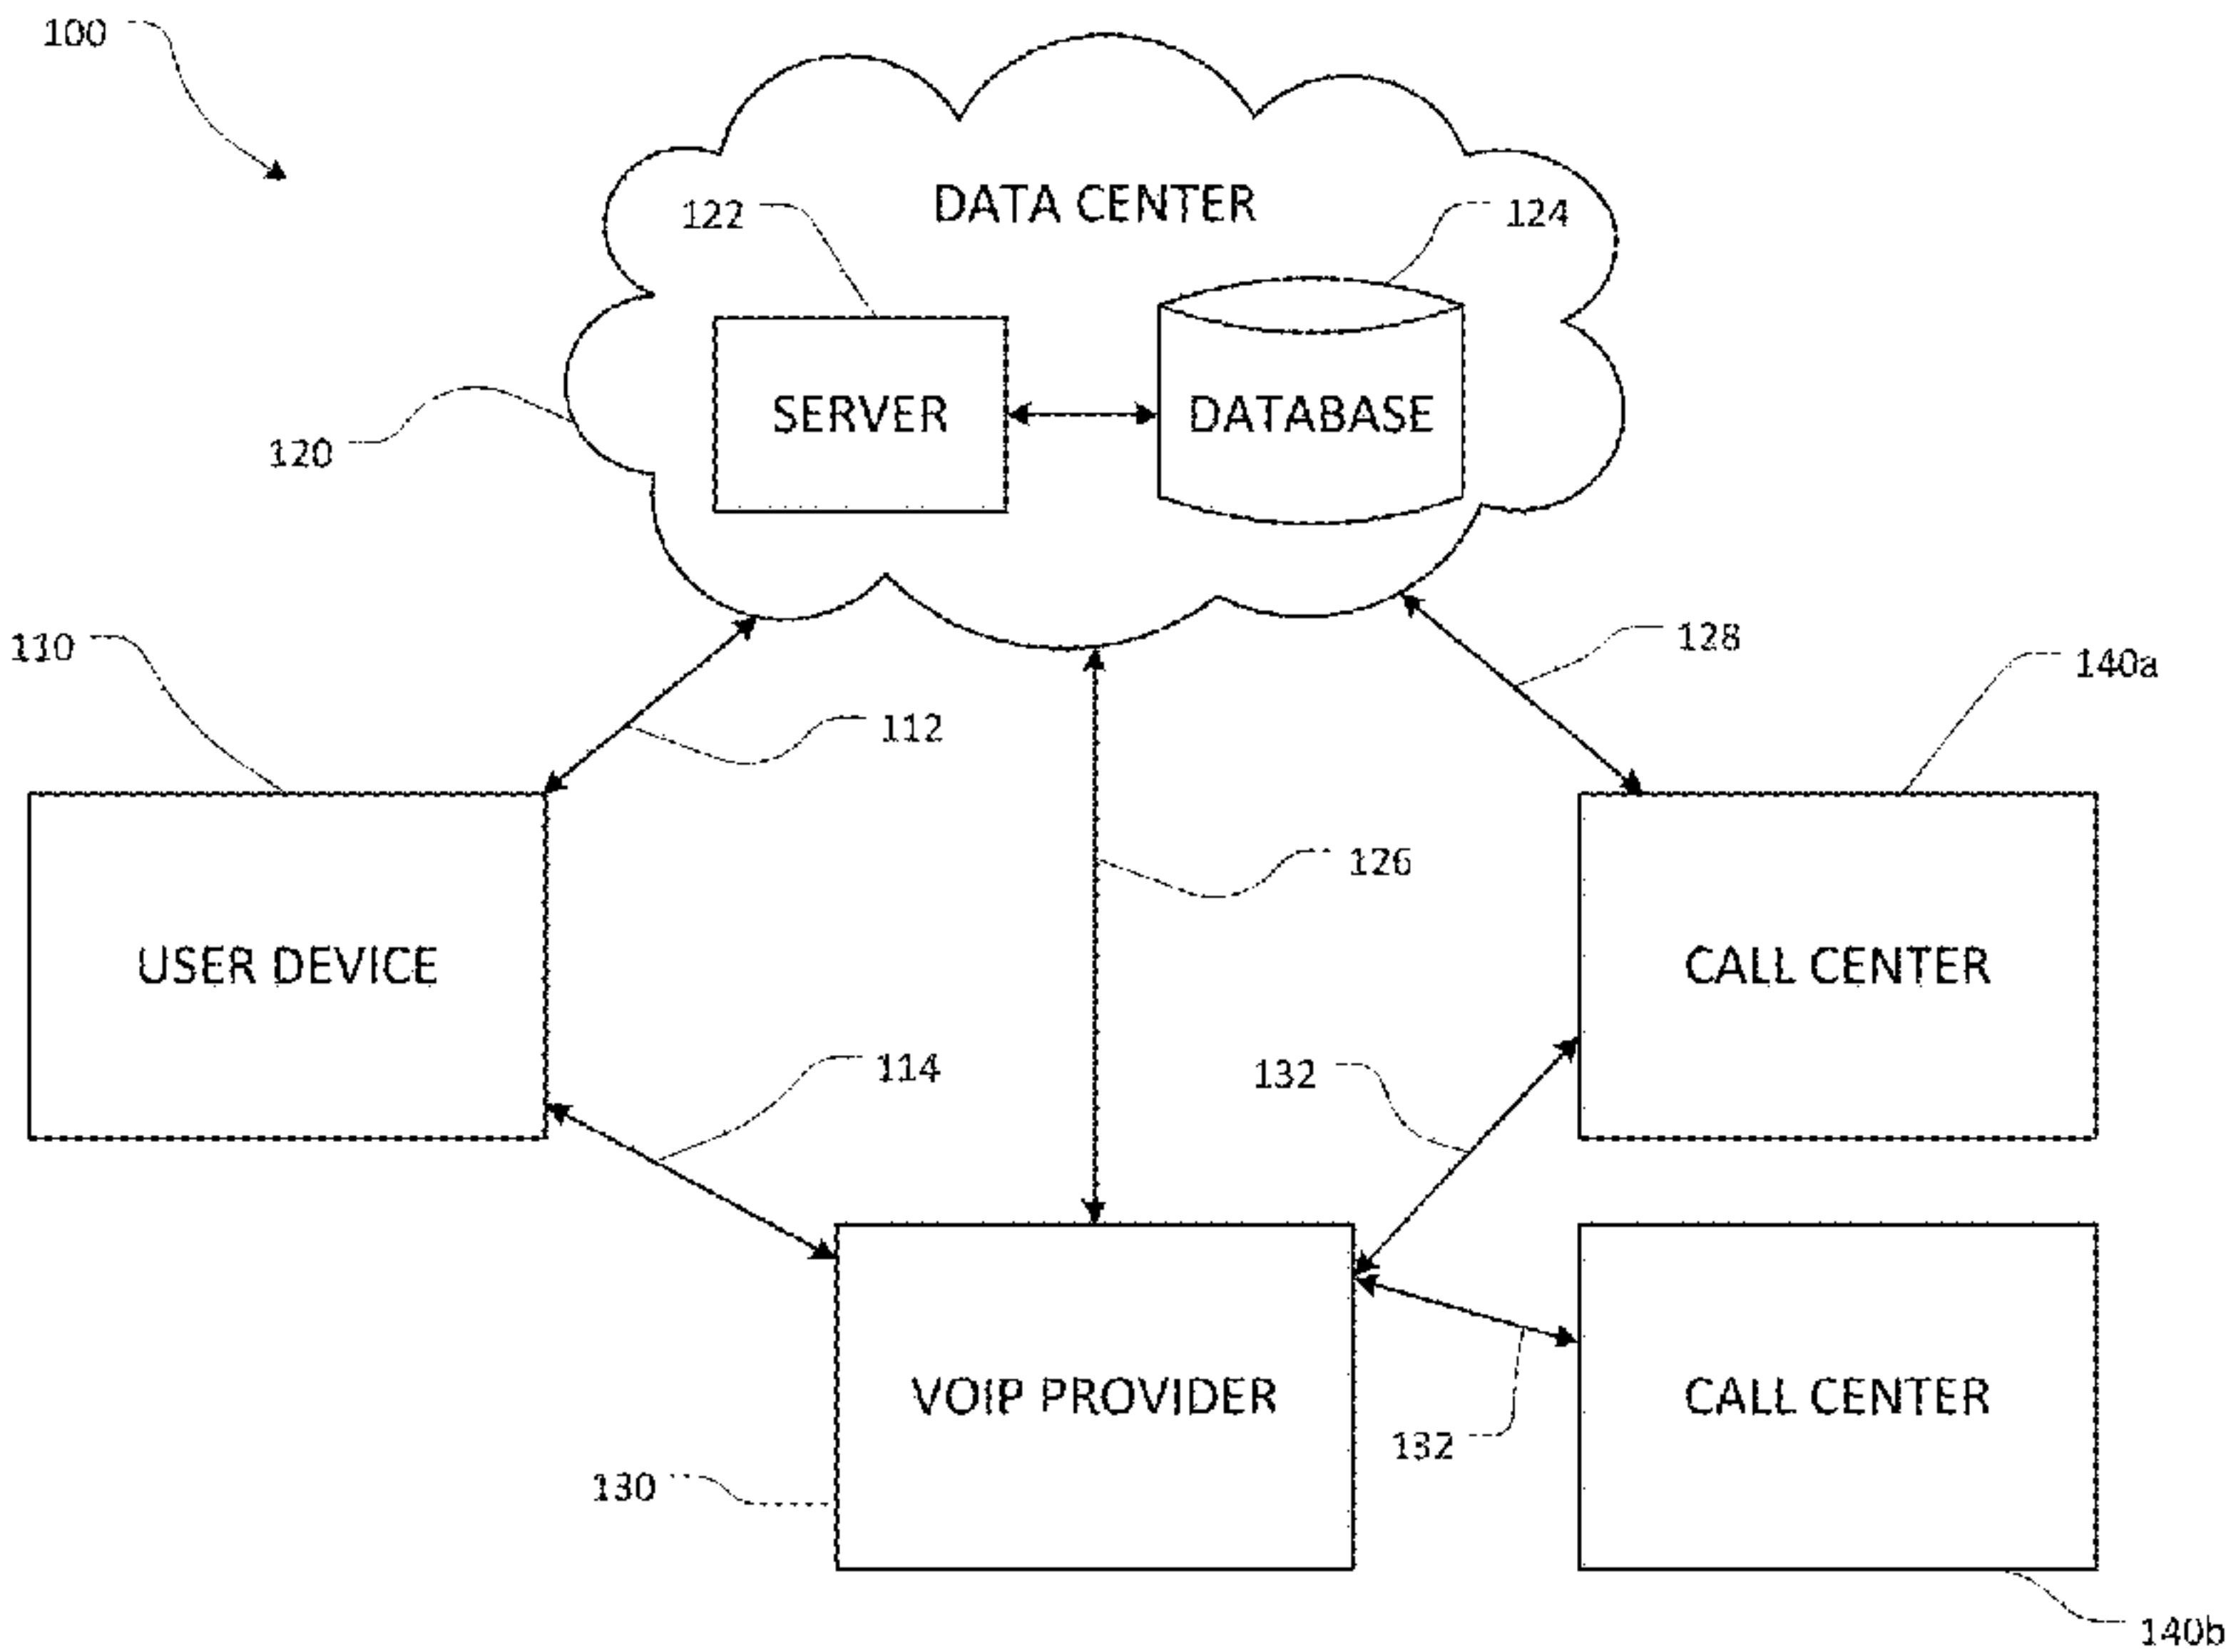 100
DATA CENTER
122
124
SERVER
DATABASE
120
110
128
140a
112
126
USER DEVICE
CALL CENTER
114
132
VOIP PROVIDER
CALL CENTER
132
130
140b